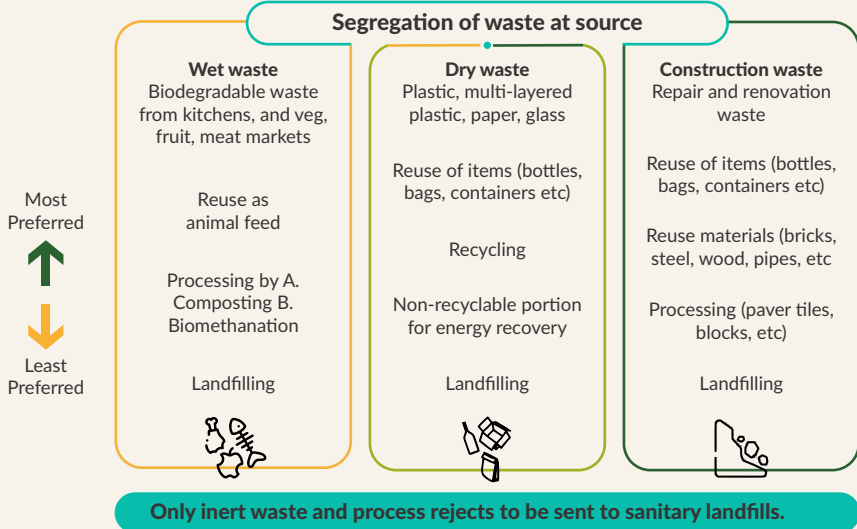 Segregation of waste at source
Wet waste
Biodegradable waste
from kitchens, and veg,
fruit, meat markets
Reuse as
animal feed
Processing by A.
Composting B.
Biomethanation
Landfilling
Dry waste
Plastic, multi-layered
plastic, paper, glass
Reuse of items (bottles,
bags, containers etc)
Recycling
Non-recyclable portion
for energy recovery
Landfilling
Construction waste
Repair and renovation
waste
Reuse of items (bottles,
bags, containers etc)
Reuse materials (bricks,
steel, wood, pipes, etc
Processing (paver tiles,
blocks, etc)
Landfilling
Most
Preferred
Least
Preferred
Only inert waste and process rejects to be sent to sanitary landfills.